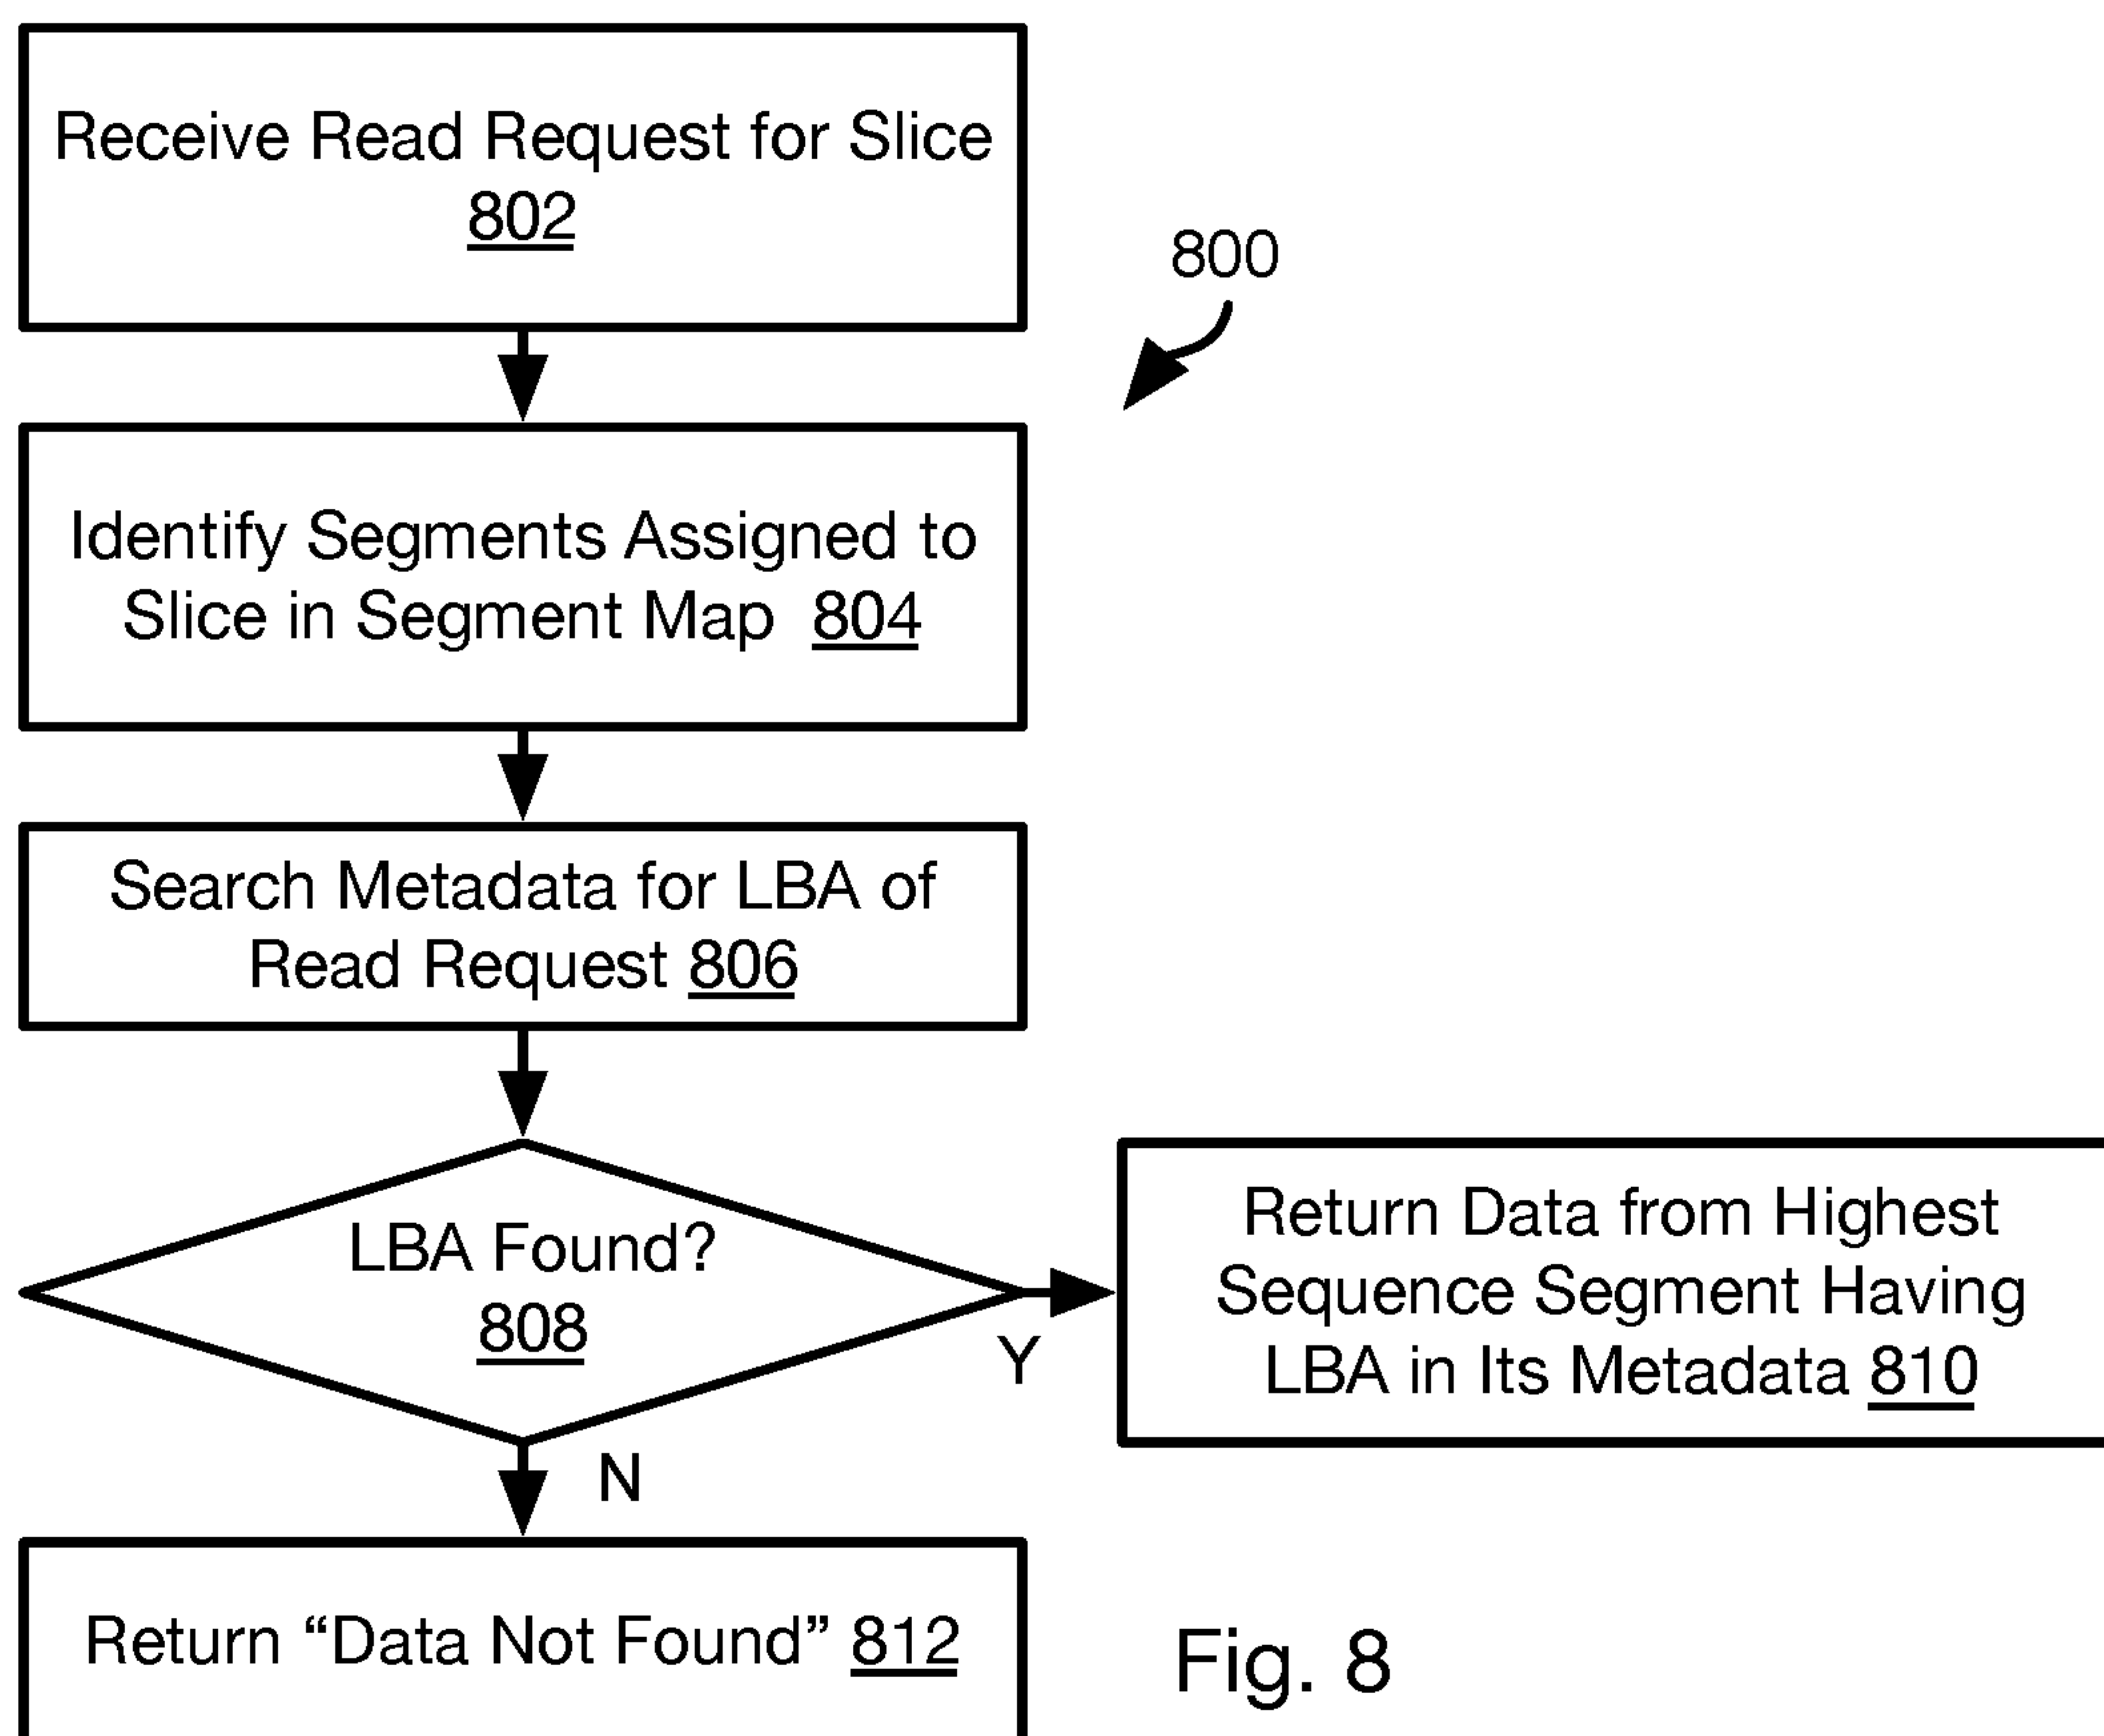 Receive Read Request for Slice
802
800
Identify Segments Assigned to
Slice in Segment Map 804
Search Metadata for LBA of
Read Request 806
LBA Found?
808
Y
N
Return Data from Highest
Sequence Segment Having
LBA in Its Metadata 810
Return “Data Not Found” 812
Fig. 8